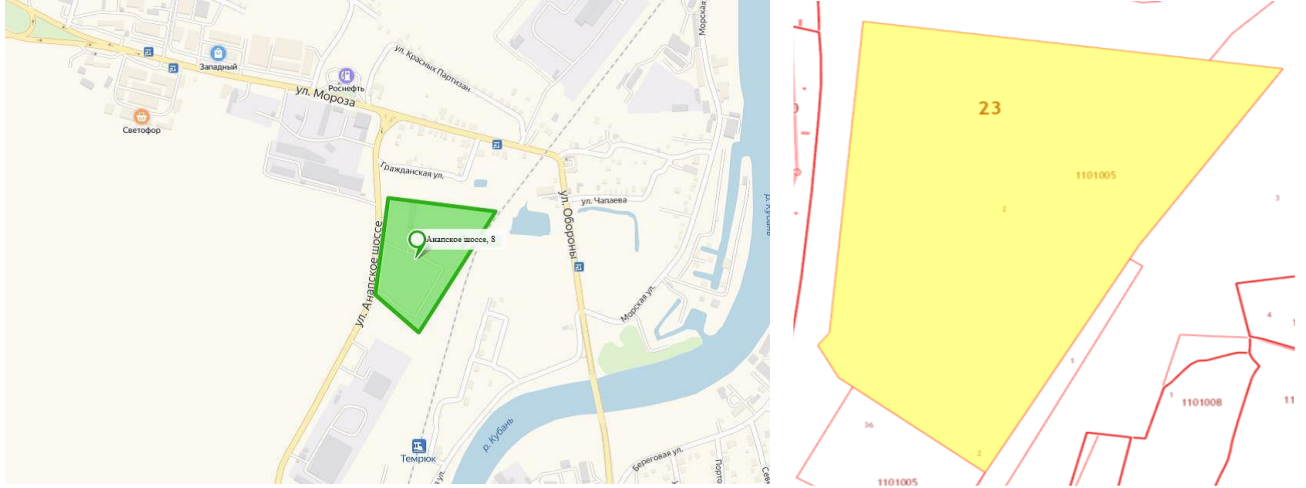 Морская
ул. Красных Партизан
Западный
Роснефть
ул. Мороза
Светофор
Гражданская ул.
ул. Чапаева
р. Кубань
ул. Обороны
Анапское шоссе, 8
ул. Анапское шоссе
Морская ул.
р. Кубань
Темрюк
Береговая ул.
23
1101005
2
3
4
1
1
1101008
11
36
2
1101005